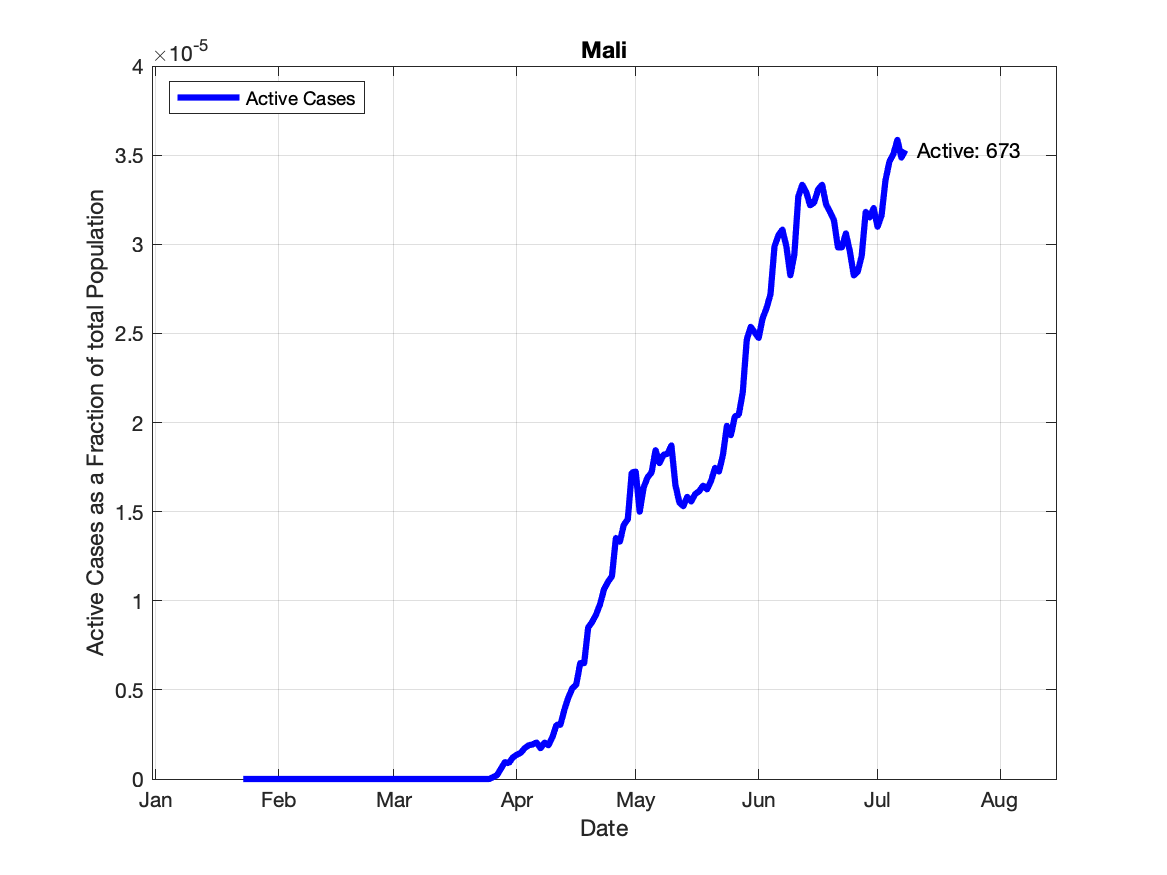 Mali
×10-5
4
3.5
3
2.5
2
1.5
1
0.5
0
Active Cases
Active: 673
Active Cases as a Fraction of total Population
Jan Feb Mar Apr May Jun Jul Aug
Date